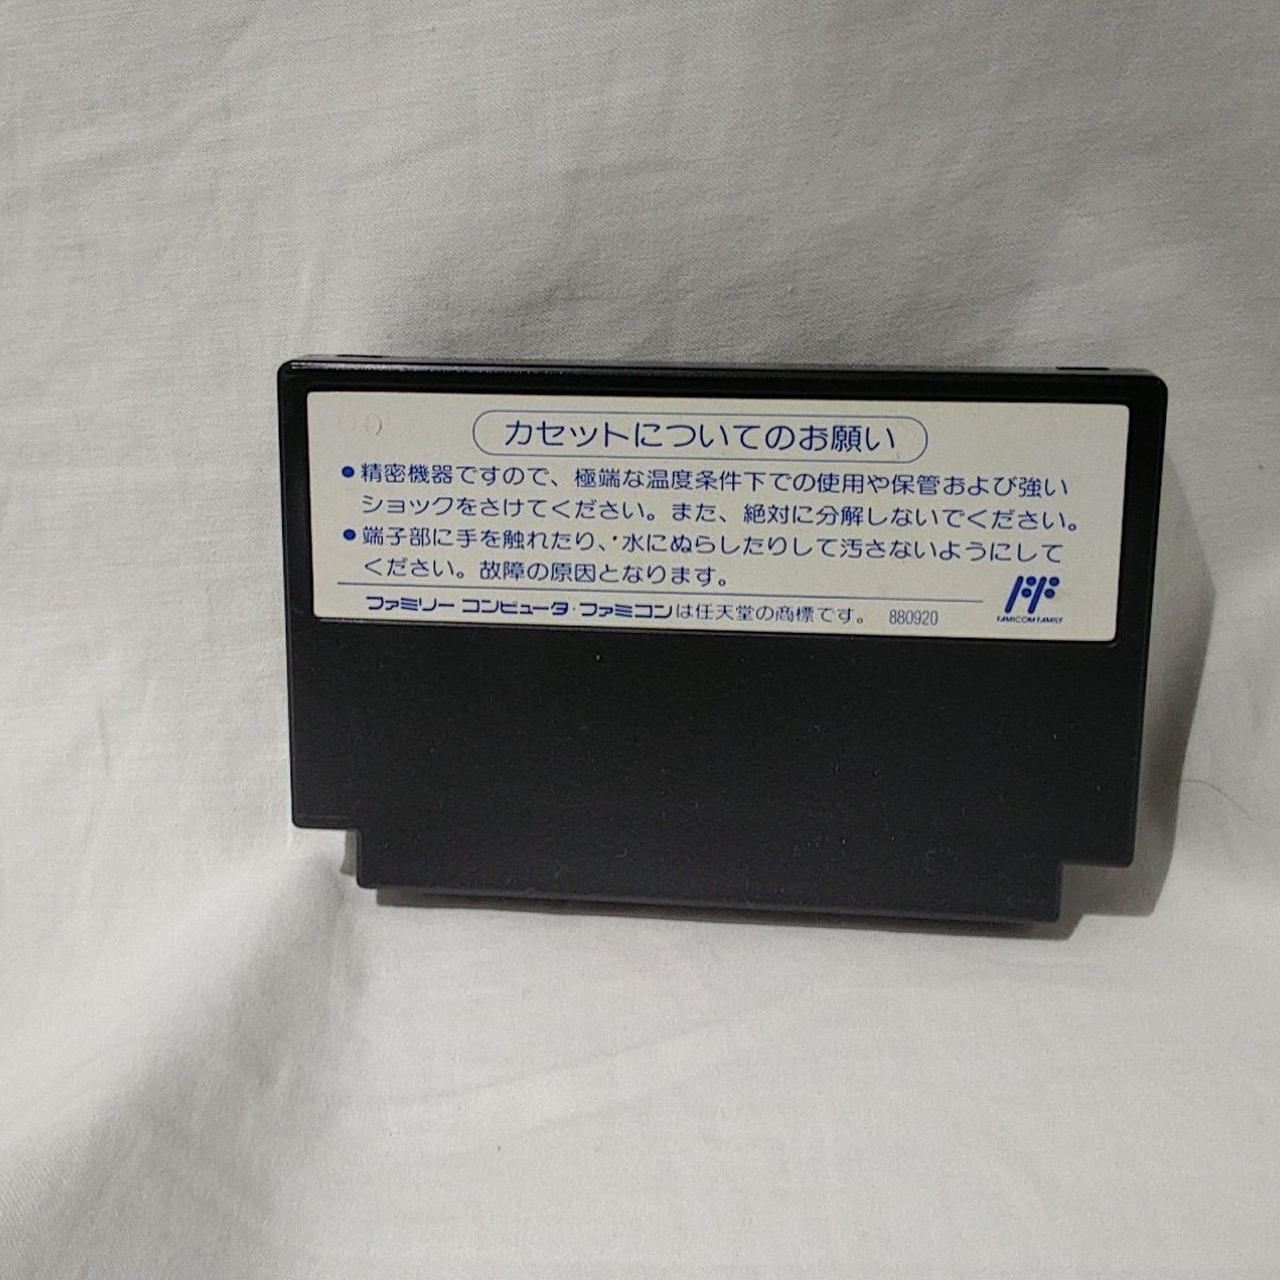 カセットについてのお願い
●精密機器ですので、極端な温度条件下での使用や保管および強い
ショックをさけてください。また、絶対に分解しないでください。
●端子部に手を触れたり、水にぬらしたりして汚さないようにして
ください。故障の原因となります。
ファミリーコンピュータ・ファミコンは任天堂の商標です。 880920
FF
FAMICOM FAMILY